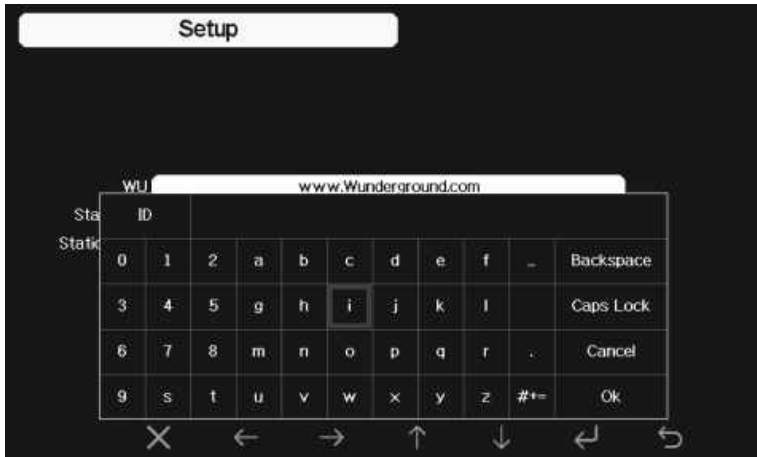 Setup
WU www.Wunderground.com
Sta ID
Static
0 1 2 a b c d e f _ Backspace
3 4 5 g h i j k l Caps Lock
6 7 8 m n o p q r . Cancel
9 s t u v w x y z #+= Ok